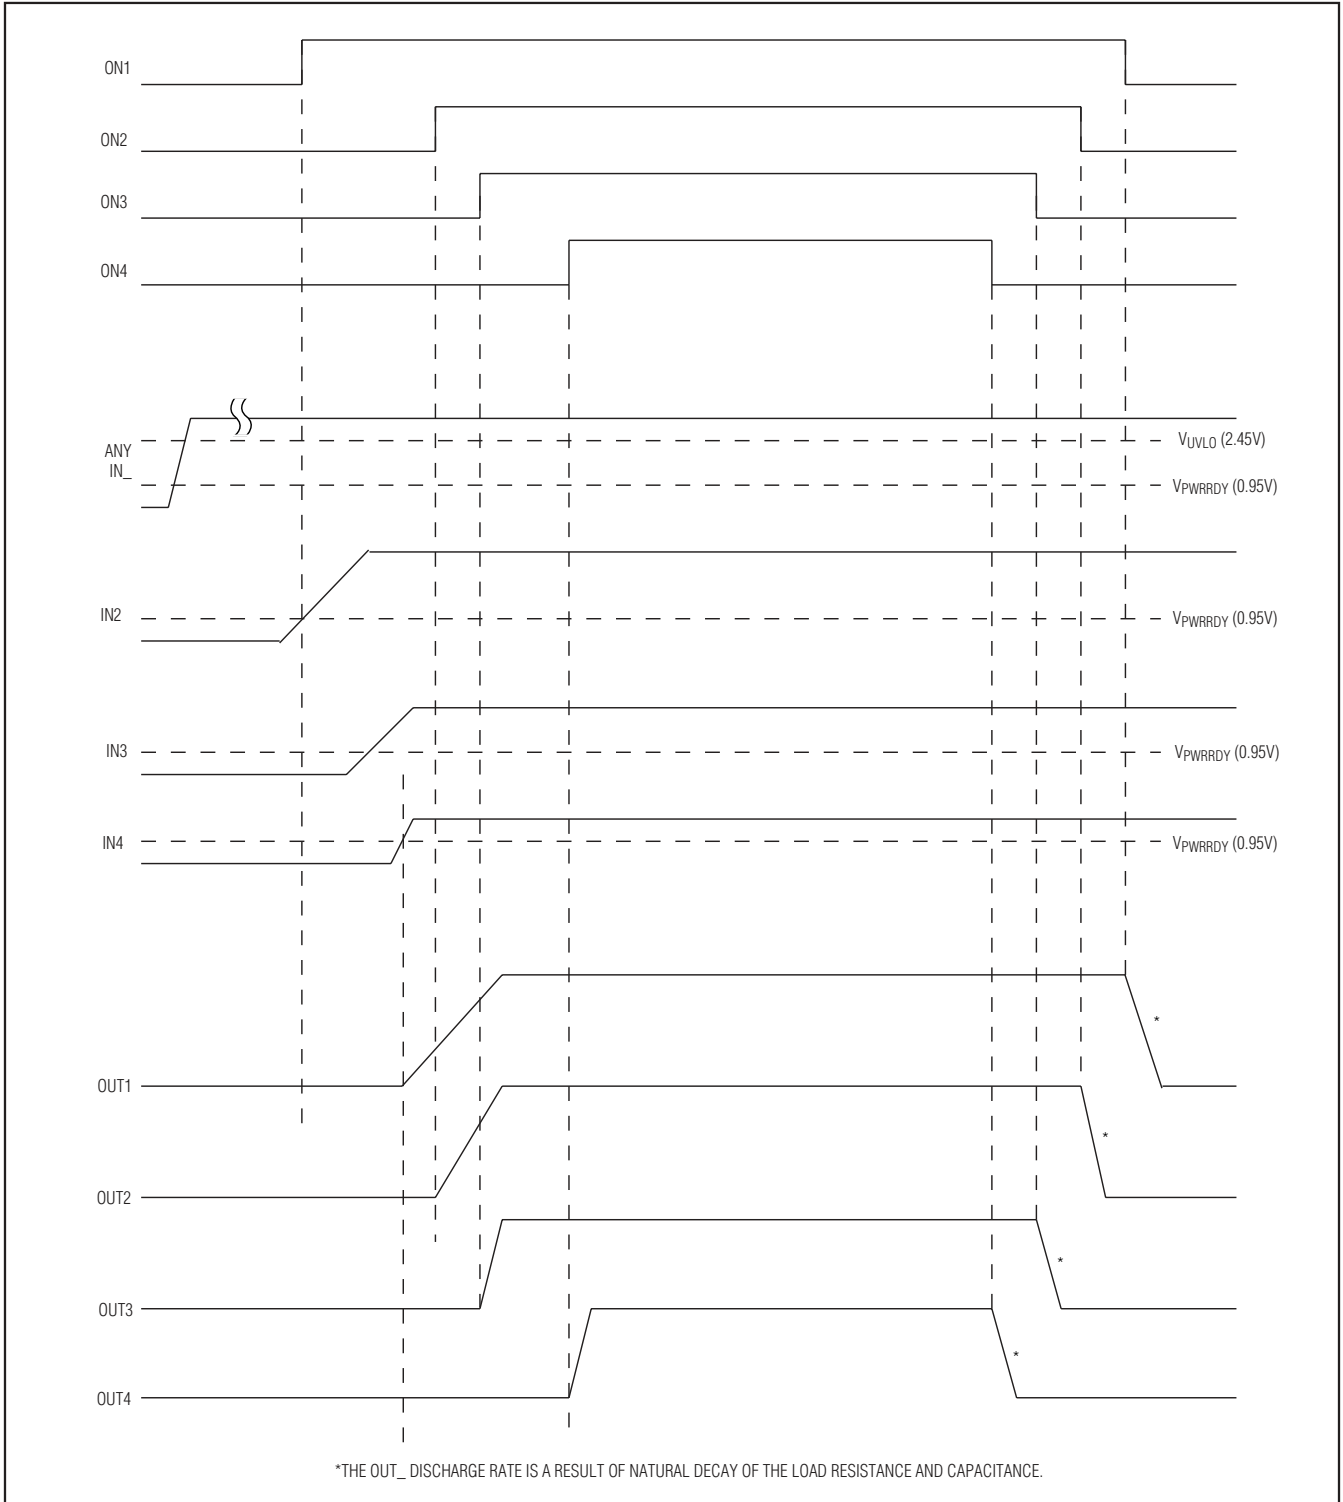 ON1
ON2
ON3
ON4
ANY
IN_
VUVLO (2.45V)
VPWRRDY (0.95V)
IN2
VPWRRDY (0.95V)
IN3
VPWRRDY (0.95V)
IN4
VPWRRDY (0.95V)
*
OUT1
*
OUT2
*
OUT3
*
OUT4
*THE OUT_ DISCHARGE RATE IS A RESULT OF NATURAL DECAY OF THE LOAD RESISTANCE AND CAPACITANCE.